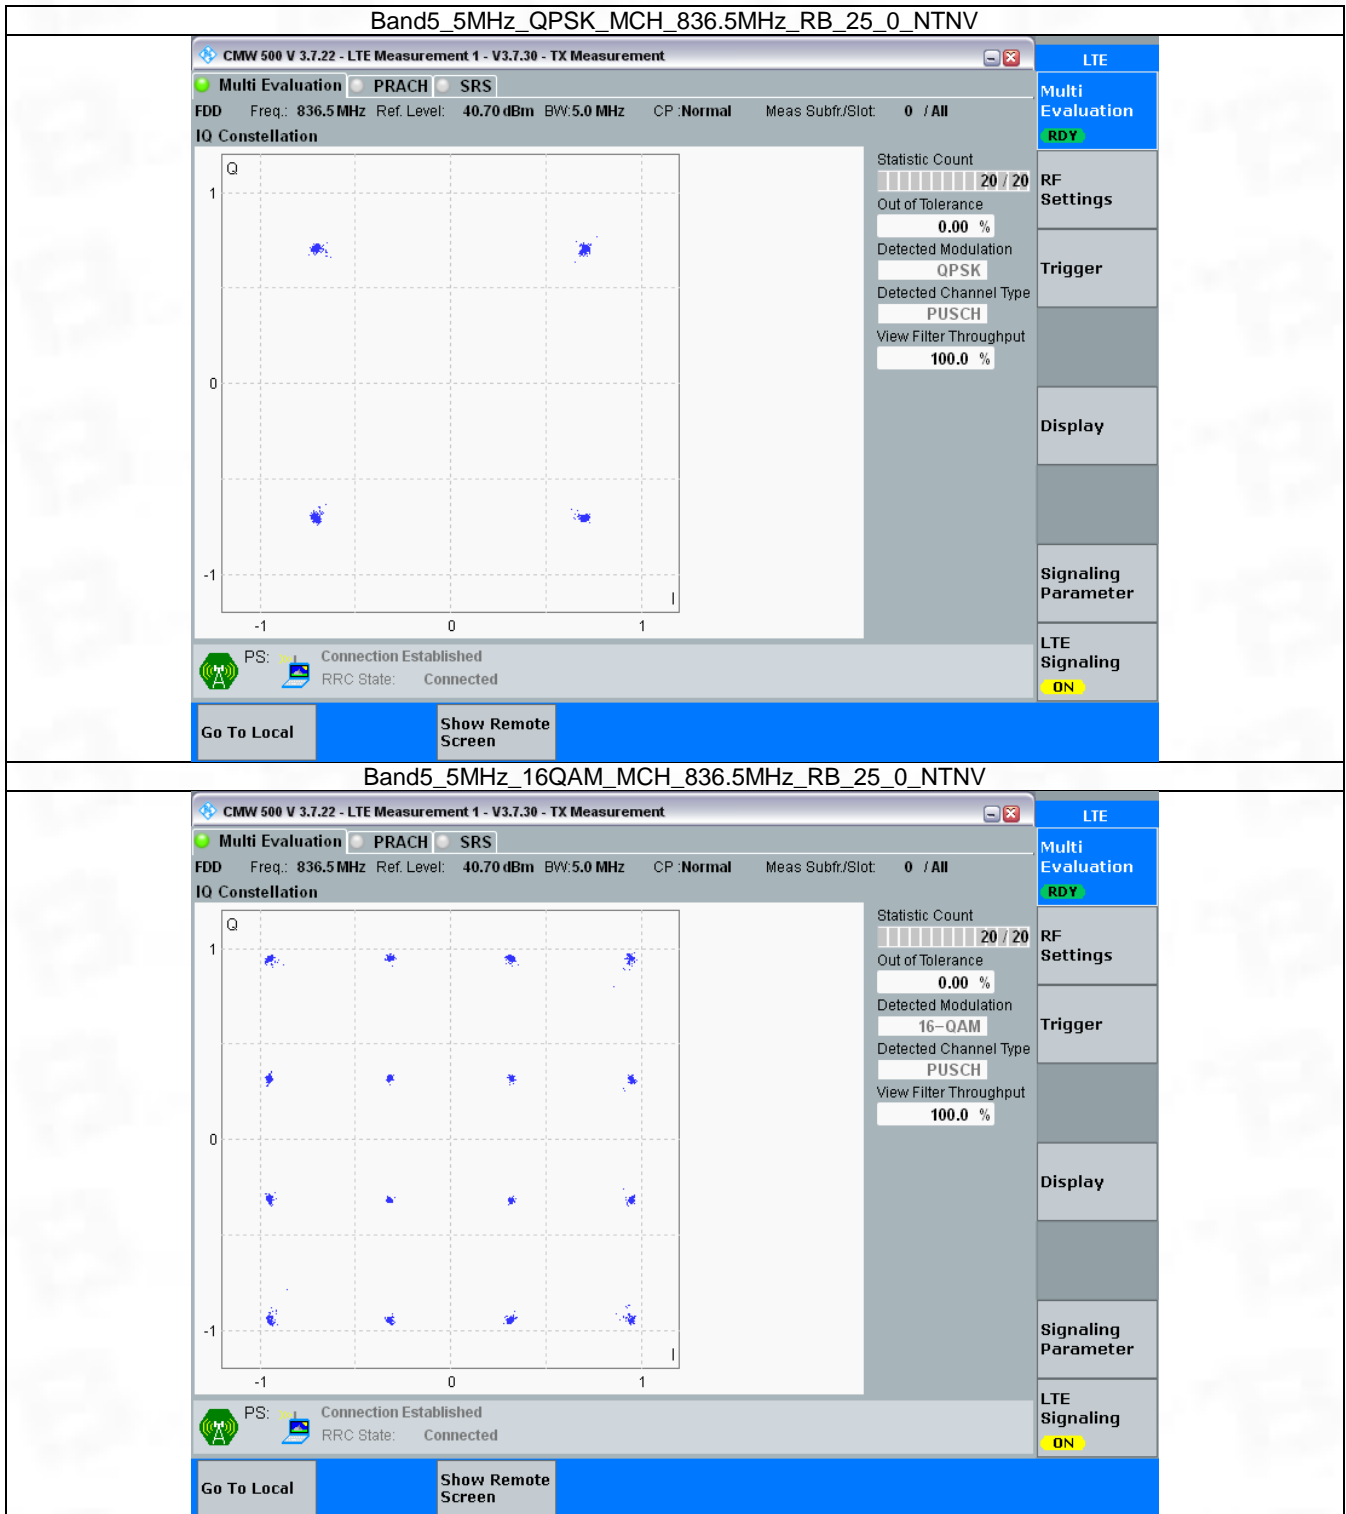 Band5_5MHz_QPSK_MCH_836.5MHz_RB_25_0_NTNV
CMW 500 V 3.7.22 - LTE Measurement 1 - V3.7.30 - TX Measurement
LTE
Multi Evaluation PRACH SRS
Multi
Evaluation
RDY
FDD Freq.: 836.5 MHz Ref. Level: 40.70 dBm BW: 5.0 MHz CP : Normal Meas Subfr./Slot: 0 / All
IQ Constellation
Q
1
0
-1
I
-1 0 1
Statistic Count
20 / 20
Out of Tolerance
0.00 %
Detected Modulation
QPSK
Detected Channel Type
PUSCH
View Filter Throughput
100.0 %
RF
Settings
Trigger
Display
Signaling
Parameter
LTE
Signaling
ON
PS: Connection Established
RRC State: Connected
Go To Local
Show Remote
Screen
Band5_5MHz_16QAM_MCH_836.5MHz_RB_25_0_NTNV
CMW 500 V 3.7.22 - LTE Measurement 1 - V3.7.30 - TX Measurement
LTE
Multi Evaluation PRACH SRS
Multi
Evaluation
RDY
FDD Freq.: 836.5 MHz Ref. Level: 40.70 dBm BW: 5.0 MHz CP : Normal Meas Subfr./Slot: 0 / All
IQ Constellation
Q
1
0
-1
I
-1 0 1
Statistic Count
20 / 20
Out of Tolerance
0.00 %
Detected Modulation
16-QAM
Detected Channel Type
PUSCH
View Filter Throughput
100.0 %
RF
Settings
Trigger
Display
Signaling
Parameter
LTE
Signaling
ON
PS: Connection Established
RRC State: Connected
Go To Local
Show Remote
Screen